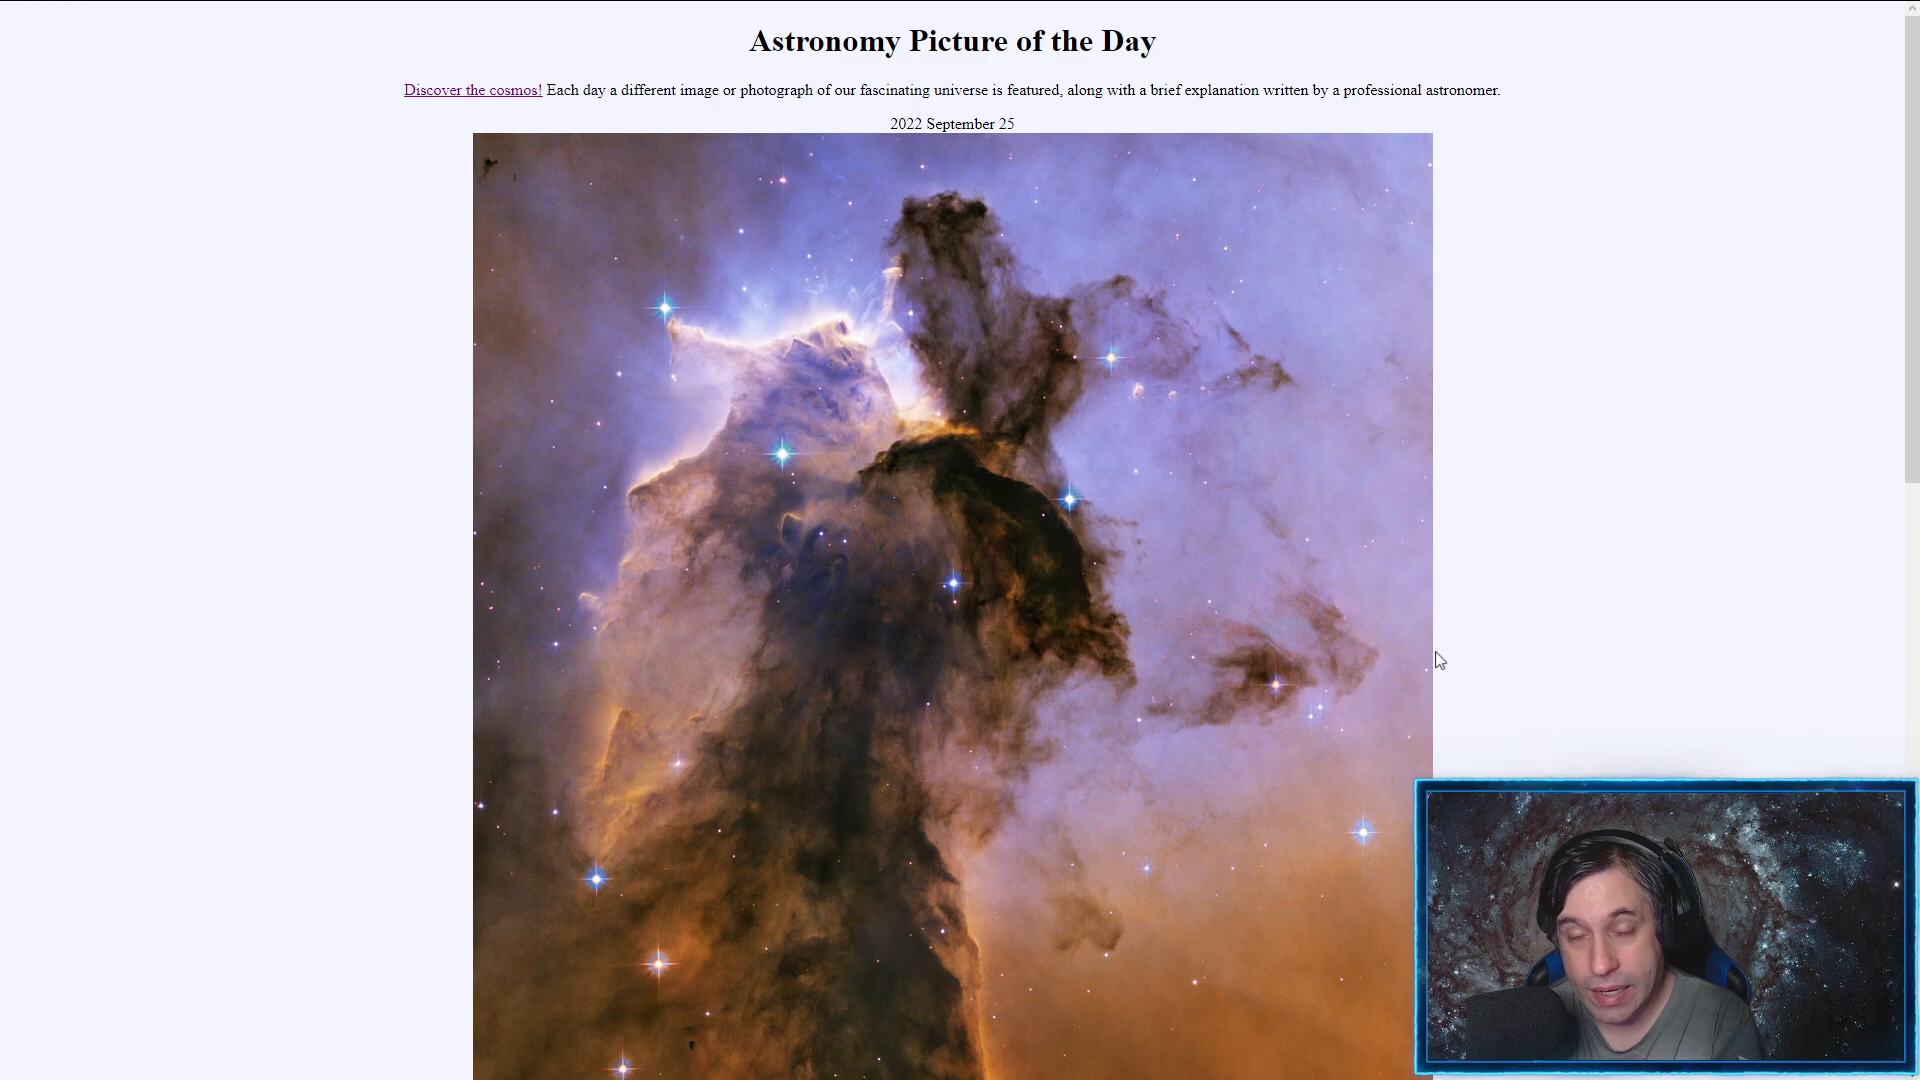 Astronomy Picture of the Day
Discover the cosmos! Each day a different image or photograph of our fascinating universe is featured, along with a brief explanation written by a professional astronomer.
2022 September 25